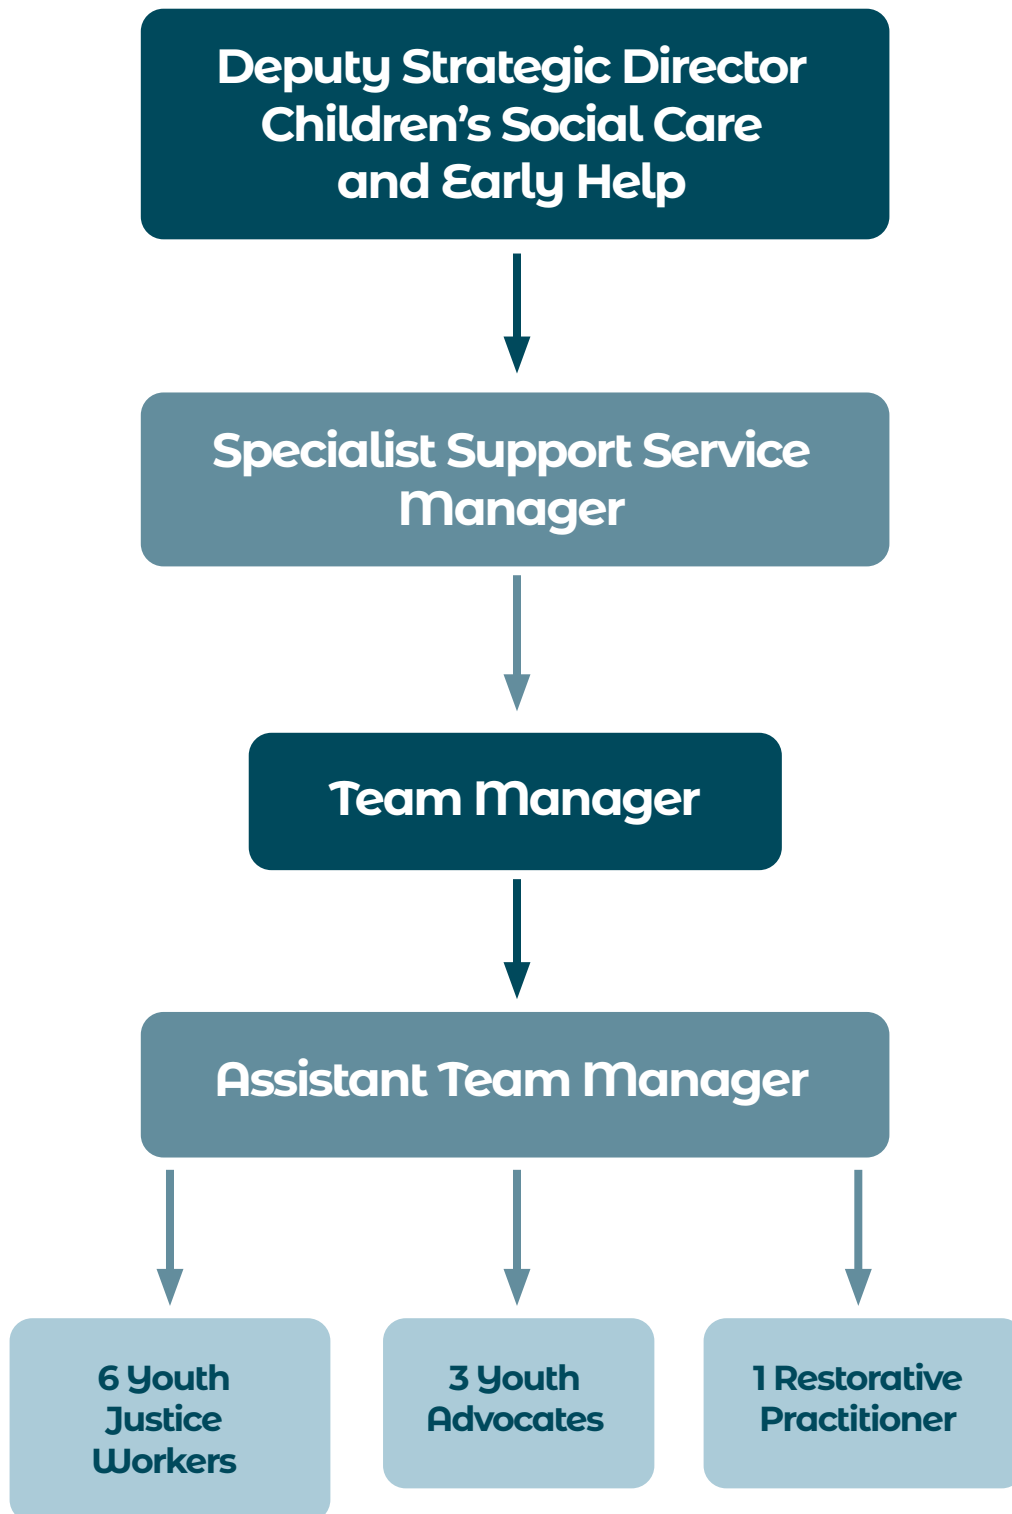 Deputy Strategic Director
Children’s Social Care
and Early Help
Specialist Support Service
Manager
Team Manager
Assistant Team Manager
6 Youth
Justice
Workers
3 Youth
Advocates
1 Restorative
Practitioner